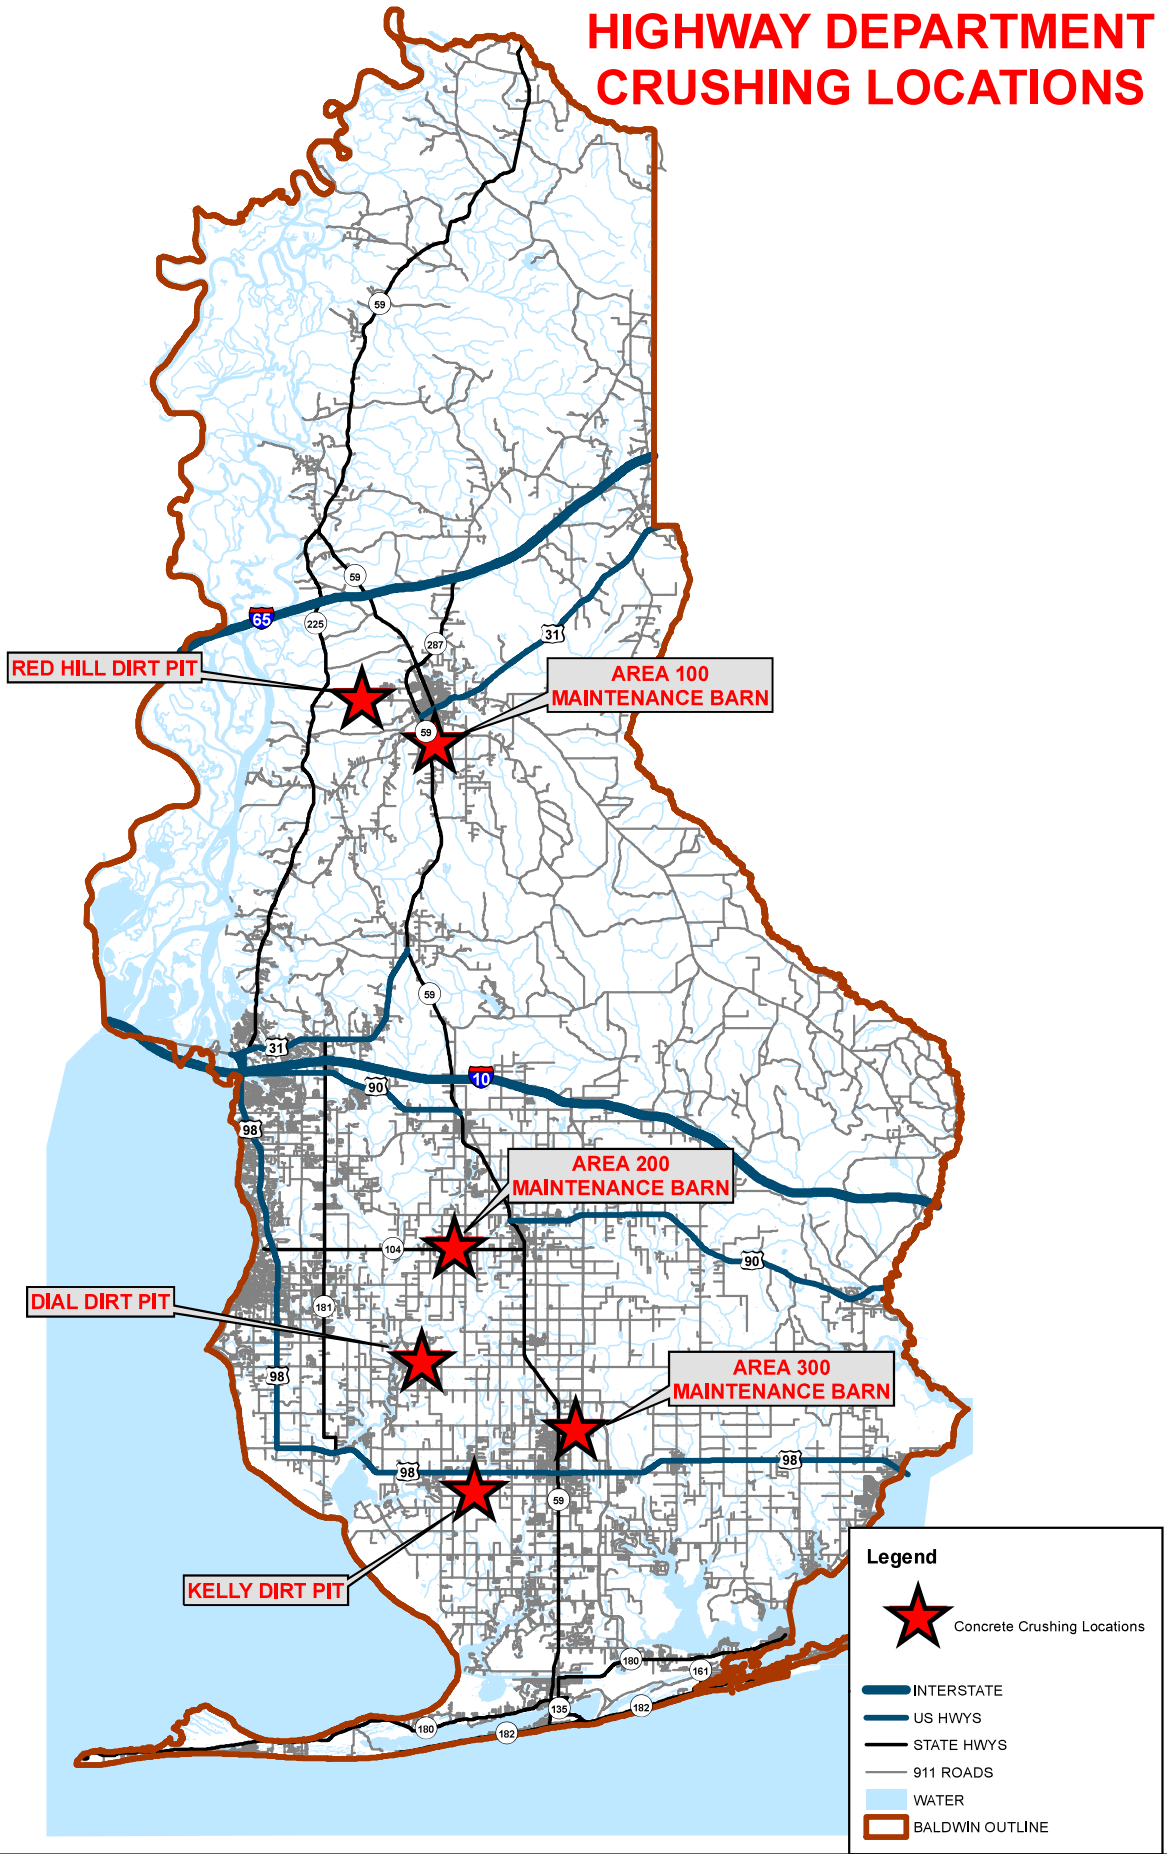 HIGHWAY DEPARTMENT
CRUSHING LOCATIONS
59
59
65
225
287
31
RED HILL DIRT PIT
AREA 100
MAINTENANCE BARN
59
59
31
10
90
98
AREA 200
MAINTENANCE BARN
104
90
DIAL DIRT PIT
181
98
AREA 300
MAINTENANCE BARN
98
98
59
KELLY DIRT PIT
180
161
135
182
180
182
Legend
Concrete Crushing Locations
INTERSTATE
US HWYS
STATE HWYS
911 ROADS
WATER
BALDWIN OUTLINE